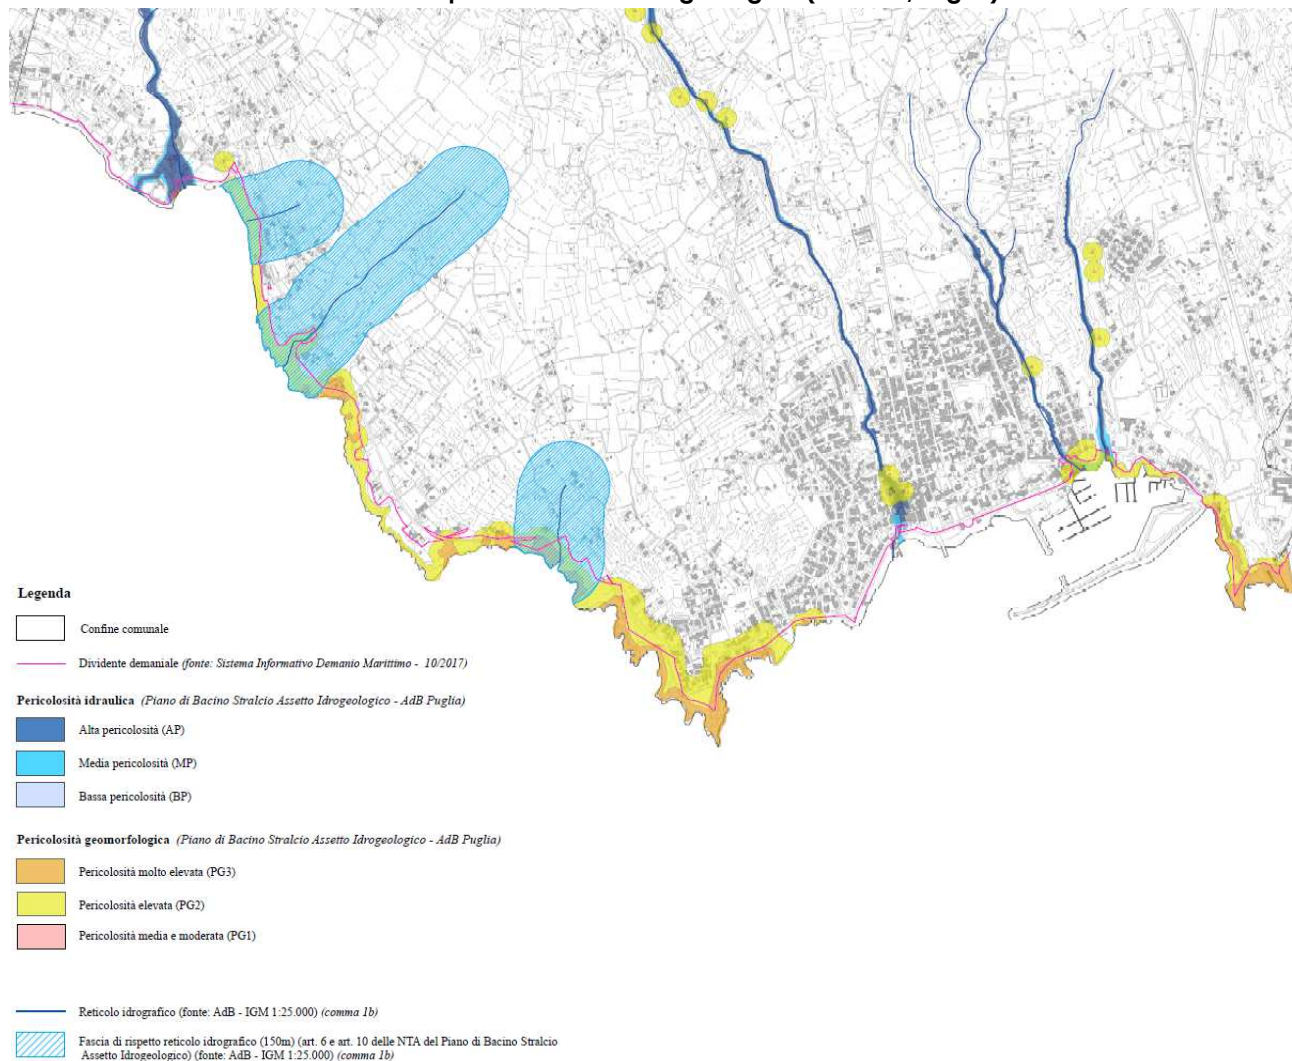 Legenda
Confine comunale
Dividente demaniale (fonte: Sistema Informativo Demanio Marittimo - 10/2017)
Pericolosità idraulica (Piano di Bacino Stralcio Assetto Idrogeologico - AdB Puglia)
Alta pericolosità (AP)
Media pericolosità (MP)
Bassa pericolosità (BP)
Pericolosità geomorfologica (Piano di Bacino Stralcio Assetto Idrogeologico - AdB Puglia)
Pericolosità molto elevata (PG3)
Pericolosità elevata (PG2)
Pericolosità media e moderata (PG1)
Reticolo idrografico (fonte: AdB - IGM 1:25.000) (comma 1b)
Fascia di rispetto reticolo idrografico (150m) (art. 6 e art. 10 delle NTA del Piano di Bacino Stralcio
Assetto Idrogeologico) (fonte: AdB - IGM 1:25.000) (comma 1b)